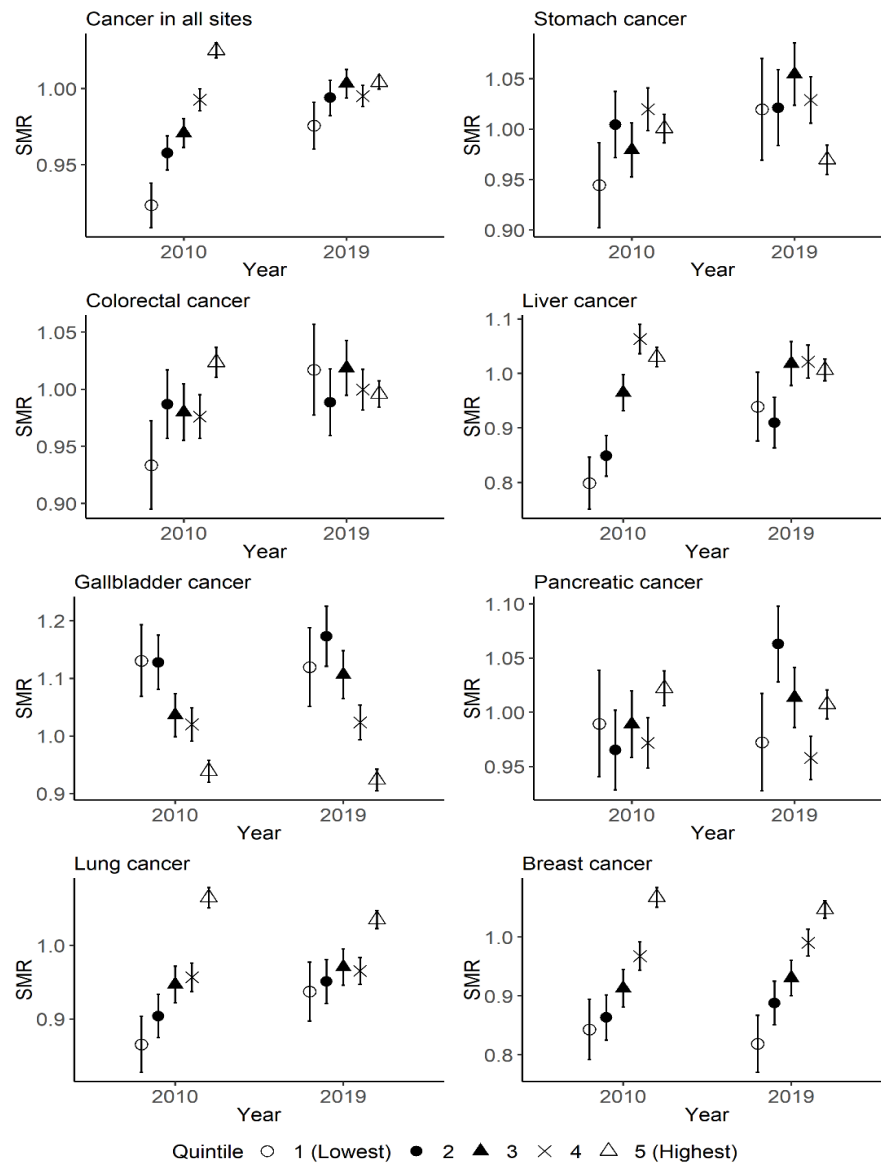 Cancer in all sites
SMR
1.00
0.95
2010 2019
Year
Stomach cancer
SMR
1.05
1.00
0.95
0.90
2010 2019
Year
Colorectal cancer
SMR
1.05
1.00
0.95
0.90
2010 2019
Year
Liver cancer
SMR
1.1
1.0
0.9
0.8
2010 2019
Year
Gallbladder cancer
SMR
1.2
1.1
1.0
0.9
2010 2019
Year
Pancreatic cancer
SMR
1.10
1.05
1.00
0.95
2010 2019
Year
Lung cancer
SMR
1.0
0.9
2010 2019
Year
Breast cancer
SMR
1.0
0.9
0.8
2010 2019
Year
Quintile 1 (Lowest) 2 3 4 5 (Highest)